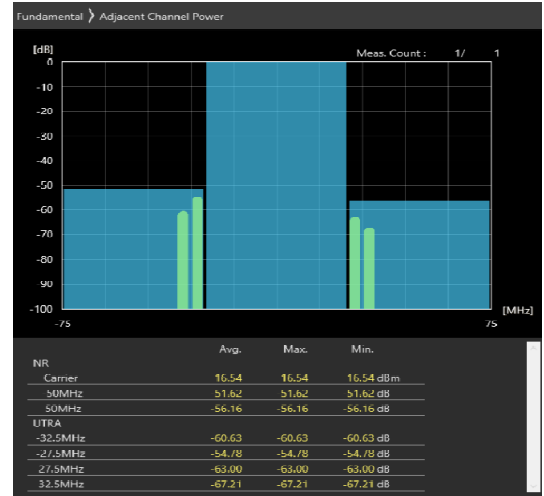 Fundamental > Adjacent Channel Power
[dB]
Meas. Count : 1/ 1
0
-10
-20
-30
-40
-50
-60
-70
-80
-90
-100
[MHz]
-75 75
Avg. Max. Min.
NR
Carrier 16.54 16.54 16.54 dBm
50MHz 51.62 51.62 51.62 dB
50MHz -56.16 -56.16 -56.16 dB
UTRA
-32.5MHz -60.63 -60.63 -60.63 dB
-27.5MHz -54.78 -54.78 -54.78 dB
27.5MHz -63.00 -63.00 -63.00 dB
32.5MHz -67.21 -67.21 -67.21 dB